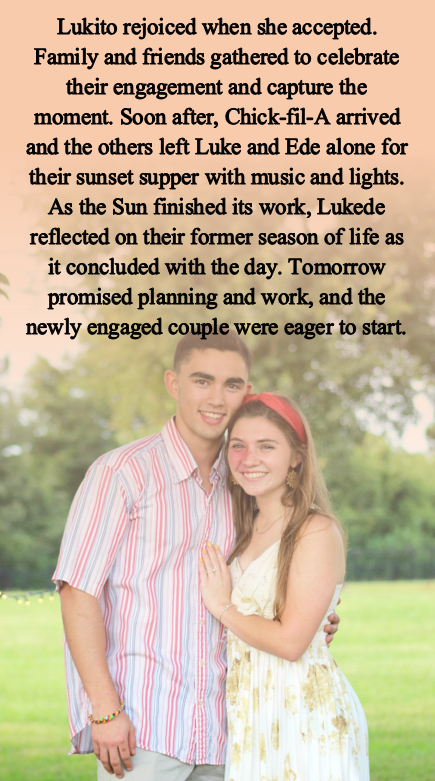 Lukito rejoiced when she accepted.
Family and friends gathered to celebrate
their engagement and capture the
moment. Soon after, Chick-fil-A arrived
and the others left Luke and Ede alone for
their sunset supper with music and lights.
As the Sun finished its work, Lukede
reflected on their former season of life as
it concluded with the day. Tomorrow
promised planning and work, and the
newly engaged couple were eager to start.